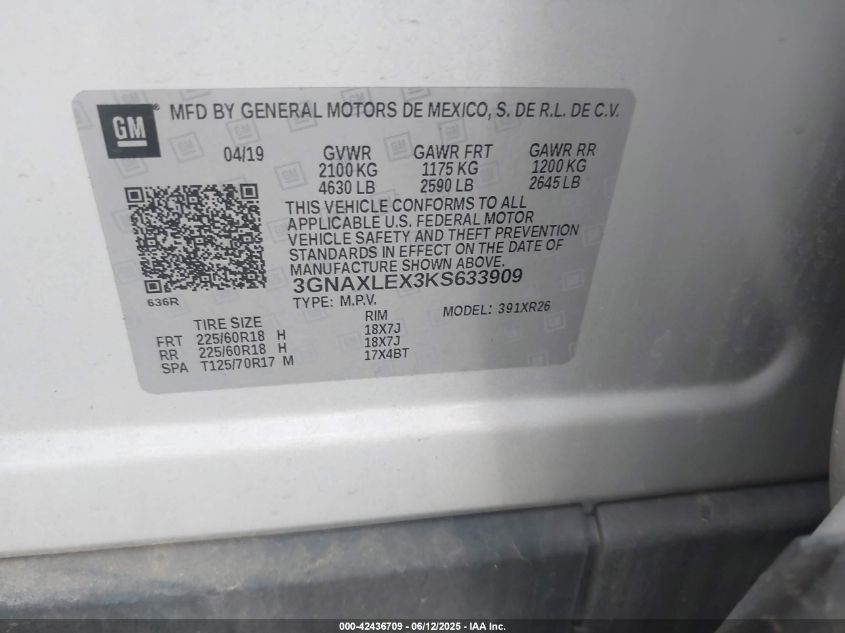 GM® MFD BY GENERAL MOTORS DE MEXICO, S. DE R.L. DE C.V.
04/19 GVWR GAWR FRT GAWR RR
2100 KG 1175 KG 1200 KG
4630 LB 2590 LB 2645 LB
THIS VEHICLE CONFORMS TO ALL
APPLICABLE U.S. FEDERAL MOTOR
VEHICLE SAFETY AND THEFT PREVENTION
STANDARDS IN EFFECT ON THE DATE OF
MANUFACTURE SHOWN ABOVE.
3GNAXLEX3KS633909
636R
TYPE: M.P.V. MODEL: 391XR26
TIRE SIZE RIM
FRT 225/60R18 H 18X7J
RR 225/60R18 H 18X7J
SPA T125/70R17 M 17X4BT
000-42436709 - 06/12/2025 - IAA Inc.